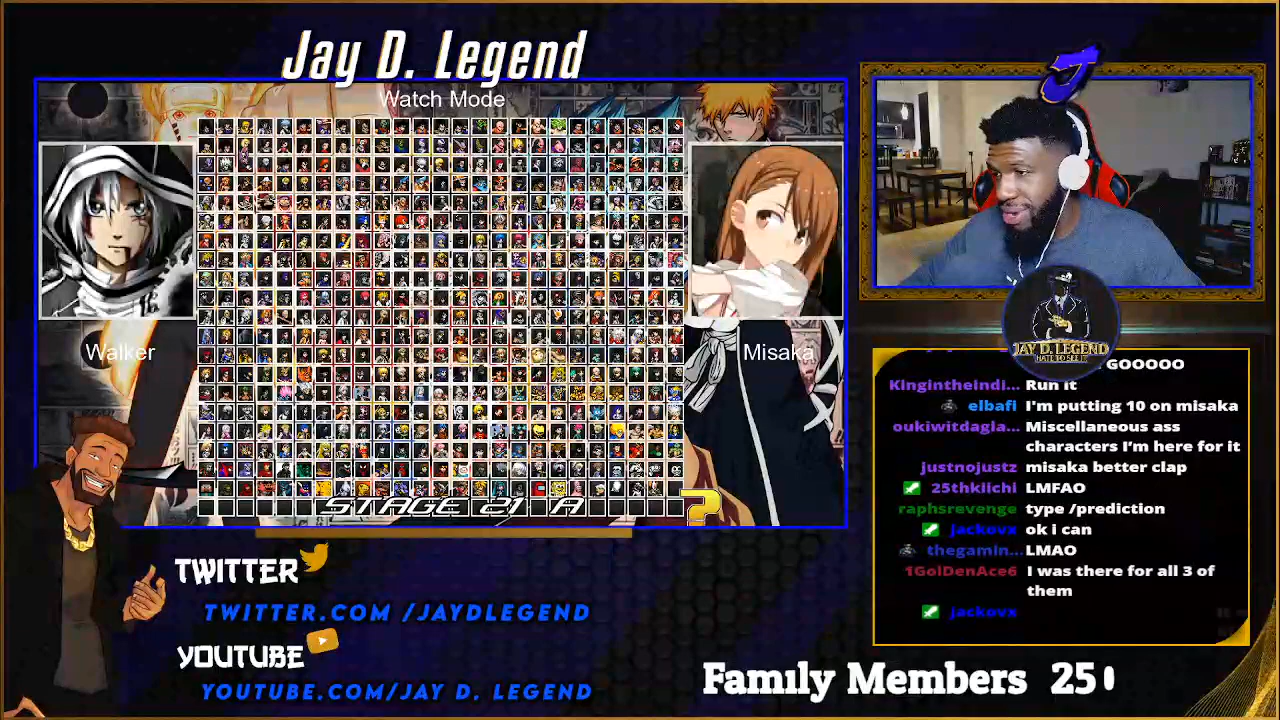 Jay D. Legend
Watch Mode
Walker
Misaka
STAGE 21 A
?
J
JAY D. LEGEND
GOOOOO
KingintheIndi... Run it
elbafi I'm putting 10 on misaka
oukiwitdagla... Miscellaneous ass
characters I'm here for it
justnojustz misaka better clap
25thkiichi LMFAO
raphsrevenge type /prediction
jackovx ok i can
thegamin... LMAO
1GolDenAce6 I was there for all 3 of
them
jackovx
TWITTER
TWITTER.COM /JAYDLEGEND
YOUTUBE
YOUTUBE.COM/JAY D. LEGEND
Family Members 25